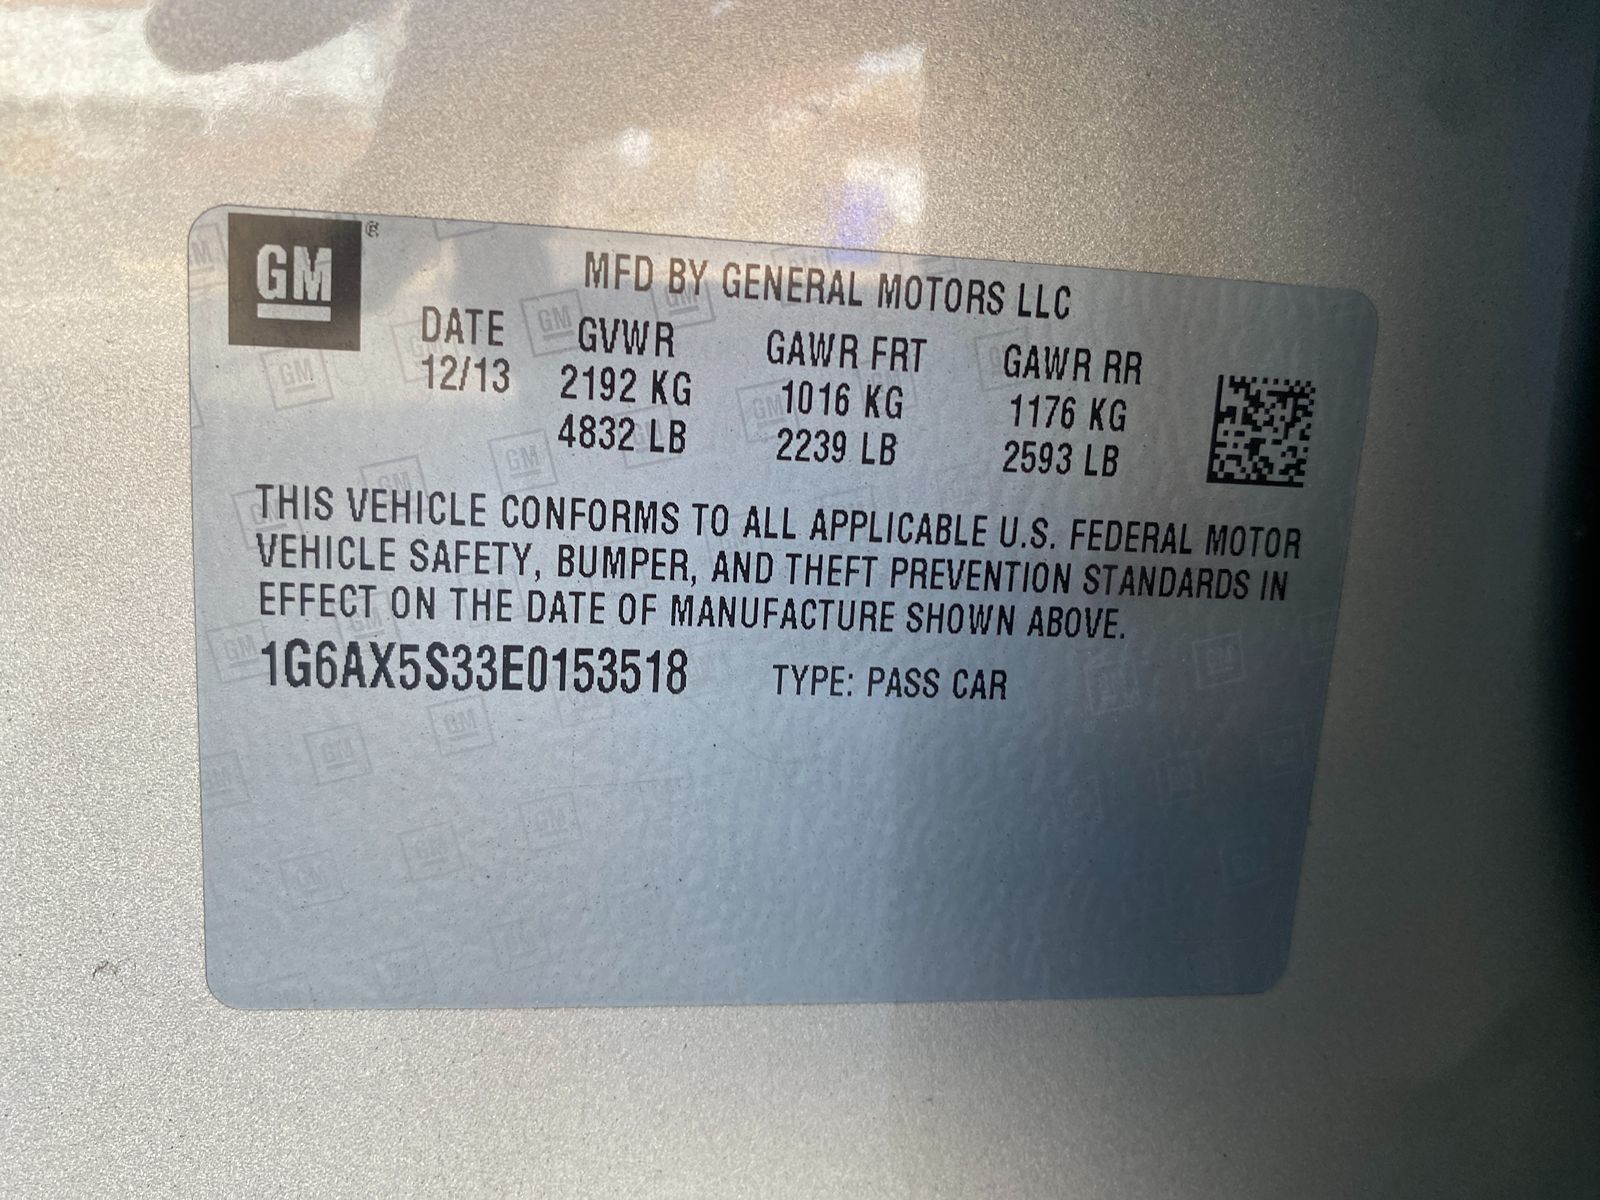 GM®
MFD BY GENERAL MOTORS LLC
DATE GVWR GAWR FRT GAWR RR
12/13 2192 KG 1016 KG 1176 KG
4832 LB 2239 LB 2593 LB
THIS VEHICLE CONFORMS TO ALL APPLICABLE U.S. FEDERAL MOTOR
VEHICLE SAFETY, BUMPER, AND THEFT PREVENTION STANDARDS IN
EFFECT ON THE DATE OF MANUFACTURE SHOWN ABOVE.
1G6AX5S33E0153518 TYPE: PASS CAR